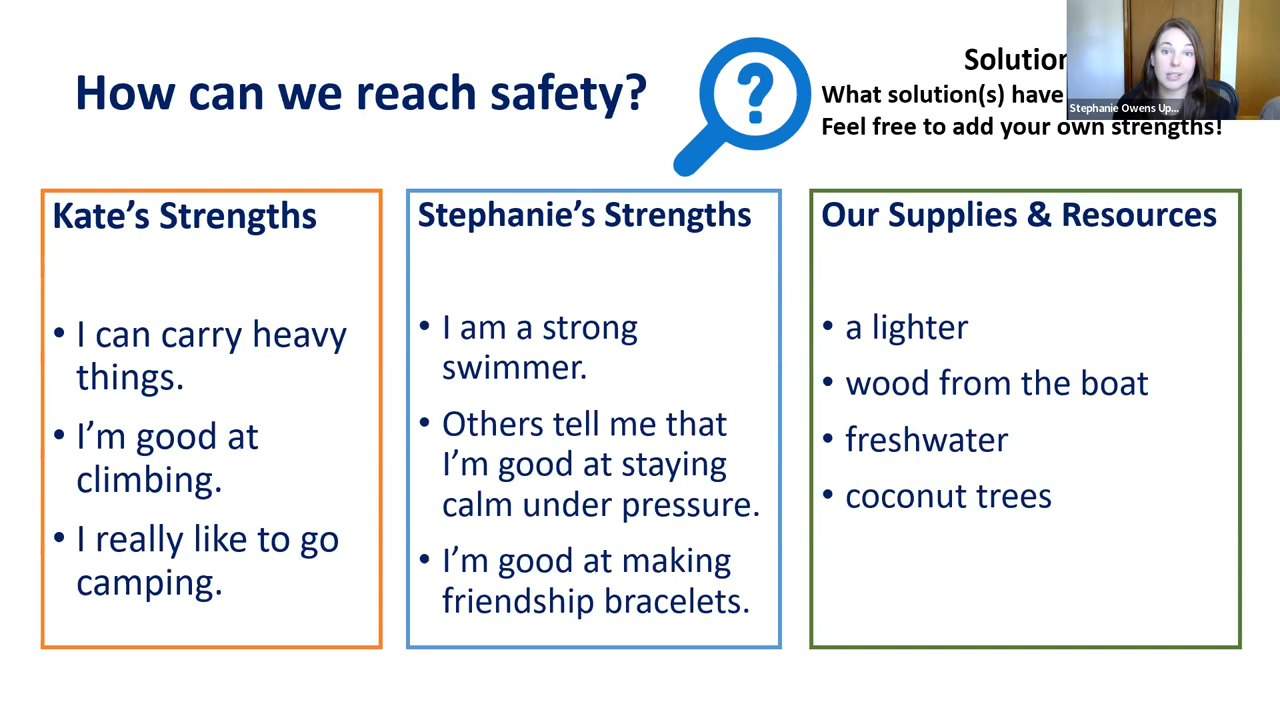 How can we reach safety?
?
Solution
What solution(s) have
Feel free to add your own strengths!
Stephanie Owens Up...
Kate's Strengths
• I can carry heavy
things.
• I'm good at
climbing.
• I really like to go
camping.
Stephanie's Strengths
• I am a strong
swimmer.
• Others tell me that
I'm good at staying
calm under pressure.
• I'm good at making
friendship bracelets.
Our Supplies & Resources
• a lighter
• wood from the boat
• freshwater
• coconut trees